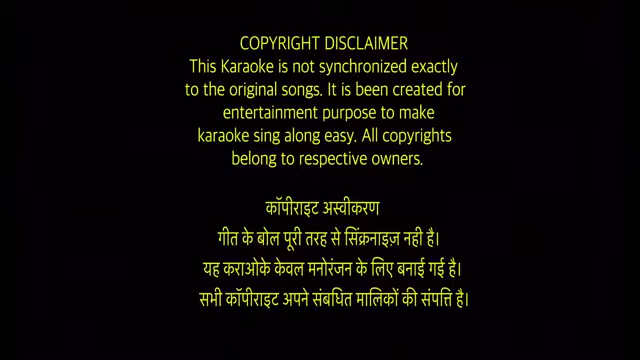 COPYRIGHT DISCLAIMER
This Karaoke is not synchronized exactly
to the original songs. It is been created for
entertainment purpose to make
karaoke sing along easy. All copyrights
belong to respective owners.
कॉपीराइट अस्वीकरण
गीत के बोल पूरी तरह से सिंक्रनाइज़ नही है।
यह कराओके केवल मनोरंजन के लिए बनाई गई है।
सभी कॉपीराइट अपने संबधित मालिकों की संपत्ति है।